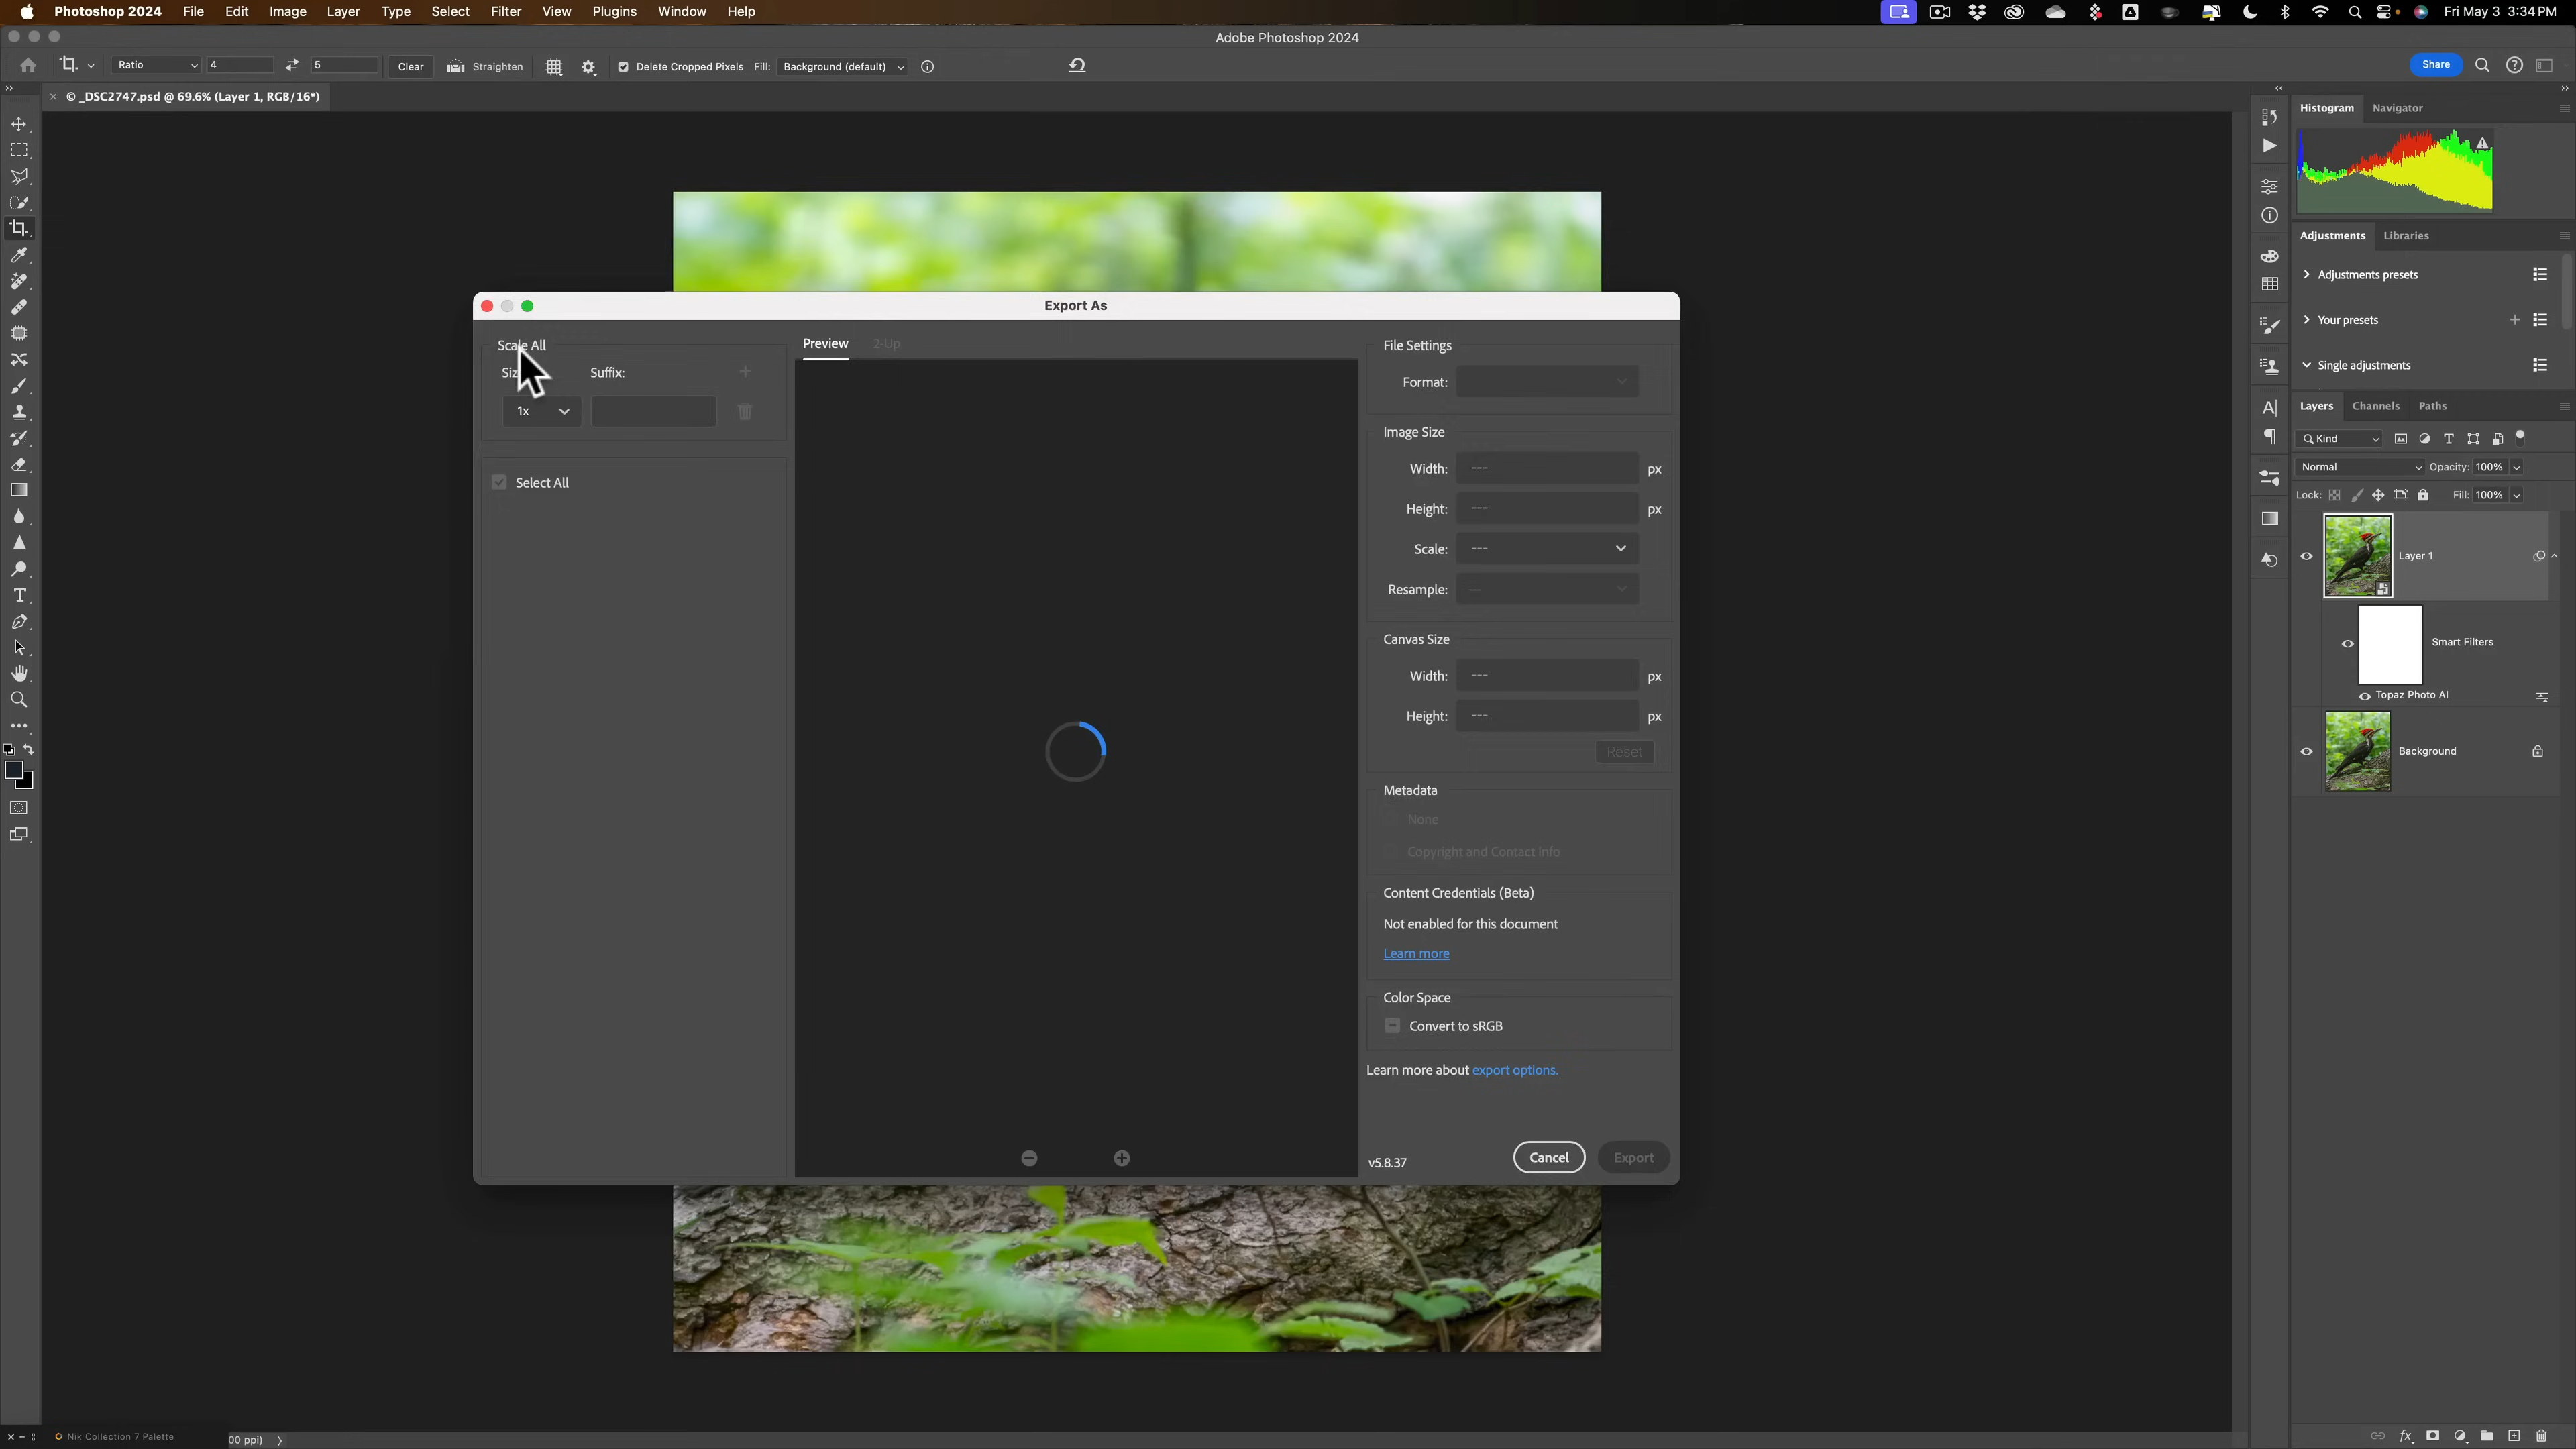 Photoshop 2024 File Edit Image Layer Type Select Filter View Plugins Window Help Fri May 3 3:34 PM
Adobe Photoshop 2024
Ratio 4 5 Clear Straighten Delete Cropped Pixels Fill: Background (default) Share
© _DSC2747.psd @ 69.6% (Layer 1, RGB/16*)
Export As
Scale All
Suffix:
1x
Select All
Preview 2-Up
File Settings
Format:
Image Size
Width: --- px
Height: --- px
Scale: ---
Resample: ---
Canvas Size
Width: --- px
Height: --- px
Reset
Metadata
None
Copyright and Contact Info
Content Credentials (Beta)
Not enabled for this document
Learn more
Color Space
Convert to sRGB
Learn more about export options.
v5.8.37 Cancel Export
Histogram Navigator
Adjustments Libraries
Adjustments presets
Your presets
Single adjustments
Layers Channels Paths
Kind
Normal Opacity: 100%
Lock: Fill: 100%
Layer 1
Smart Filters
Topaz Photo AI
Background
Nik Collection 7 Palette
00 ppi)